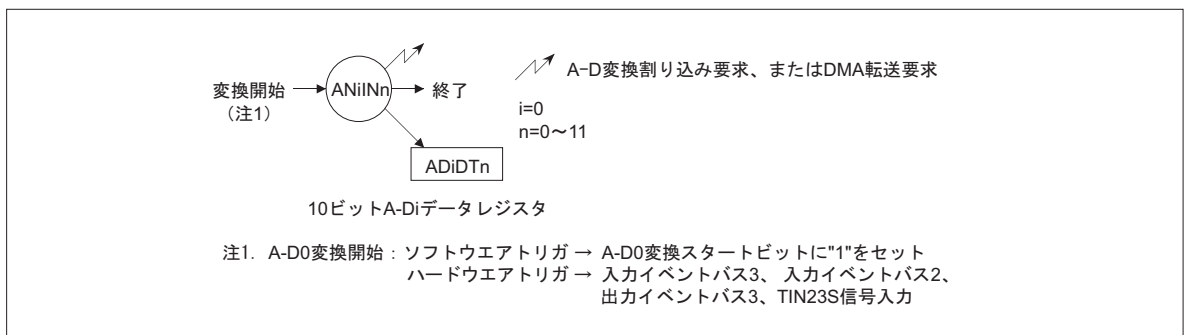 変換開始
（注1）
ANiINn
終了
A-D変換割り込み要求、またはDMA転送要求
i=0
n=0～11
ADiDTn
10ビットA-Diデータレジスタ
注1. A-D0変換開始：ソフトウエアトリガ → A-D0変換スタートビットに"1"をセット
ハードウエアトリガ → 入力イベントバス3、入力イベントバス2、
出力イベントバス3、TIN23S信号入力